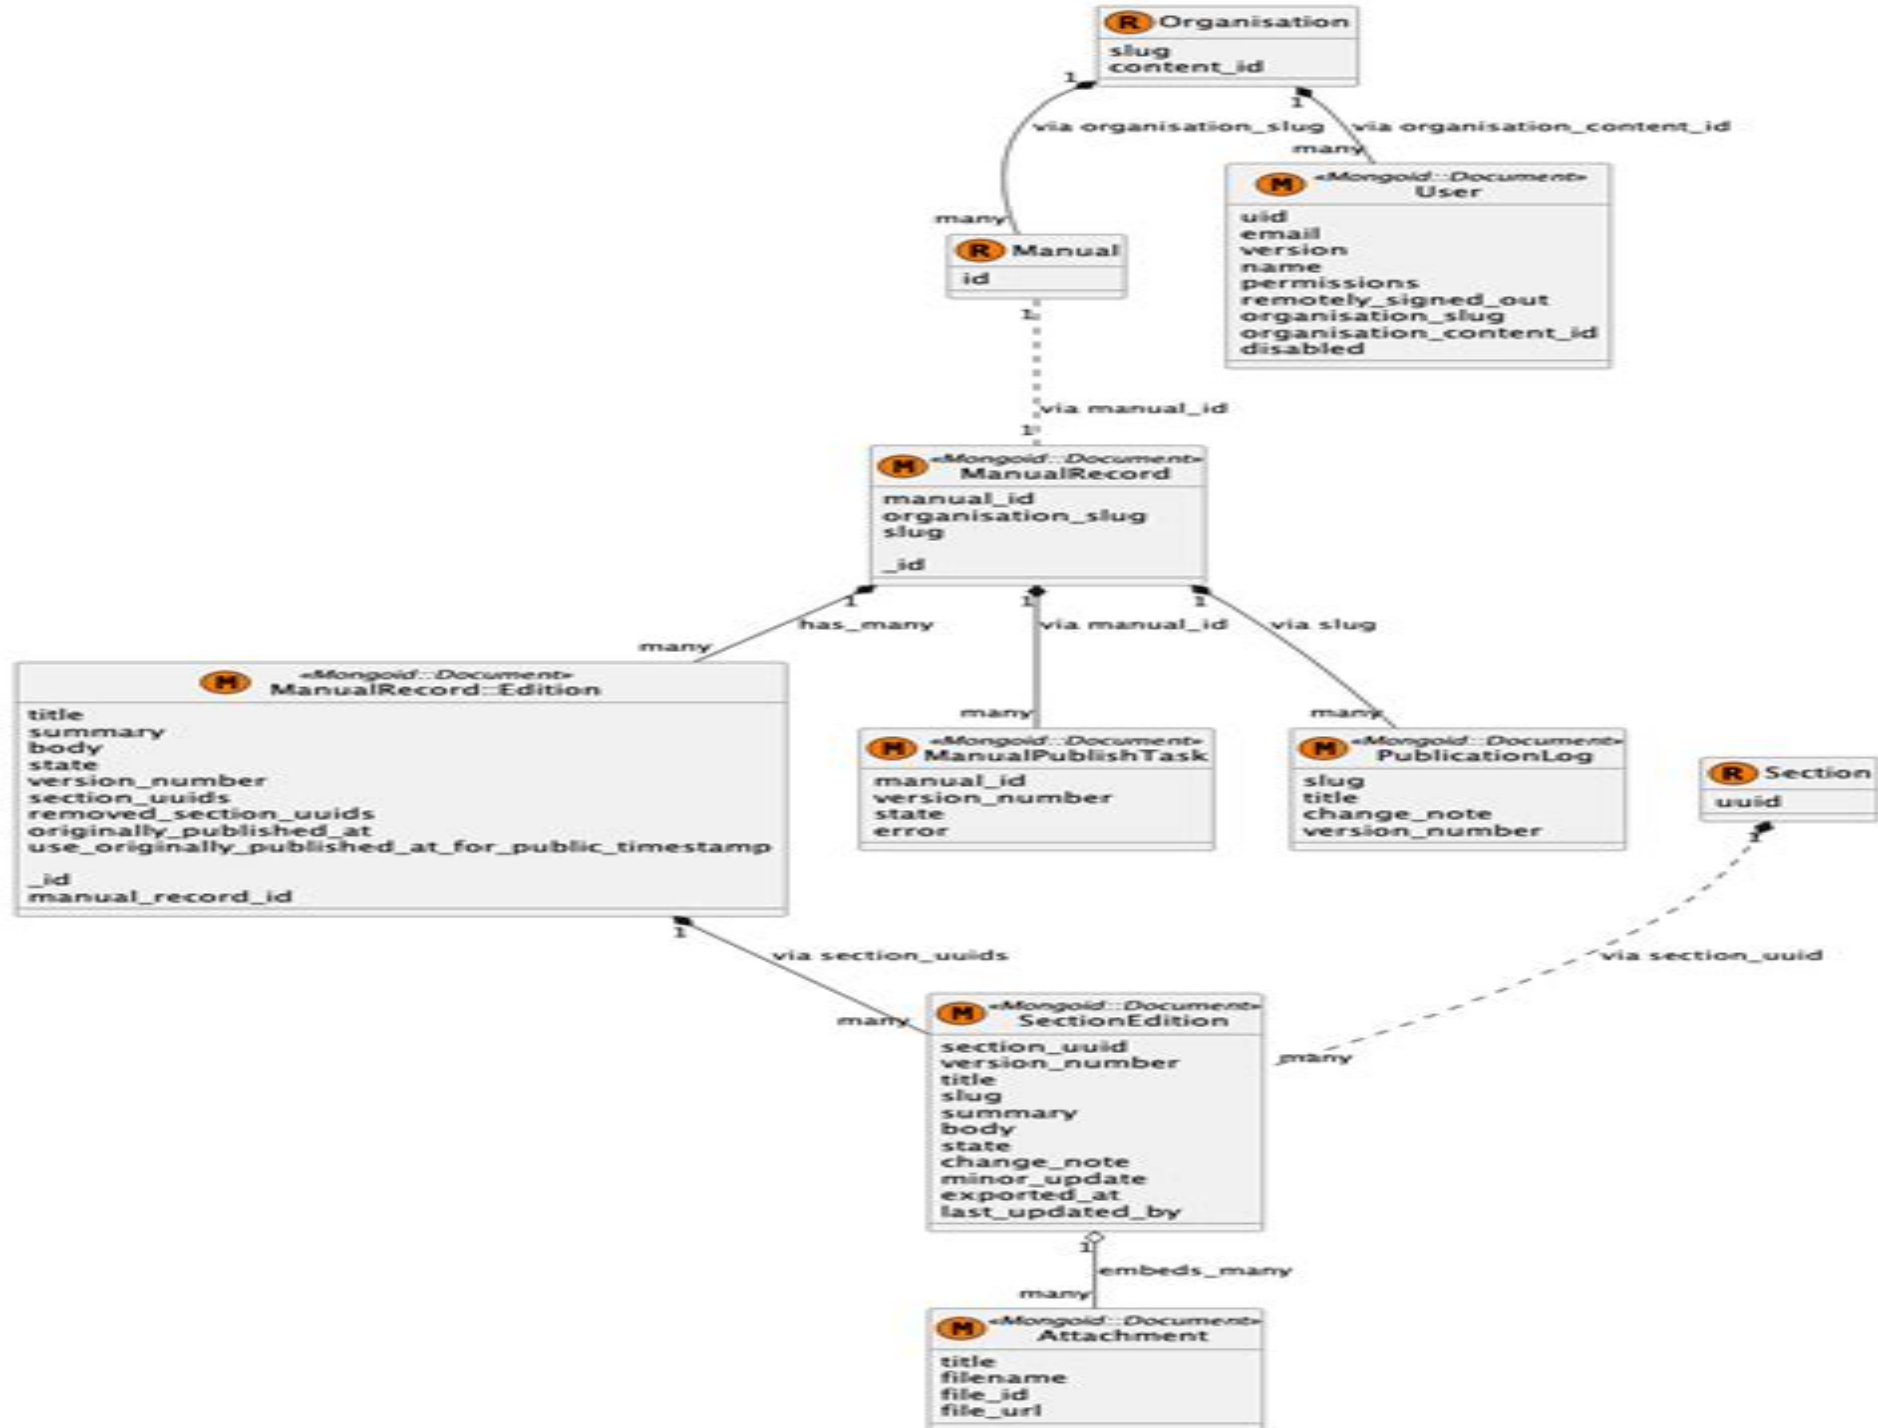 R Organisation
slug
content_id
1
1
via organisation_slug
via organisation_content_id
many
many
M «Mongoid::Document»
User
uid
email
version
name
permissions
remotely_signed_out
organisation_slug
organisation_content_id
disabled
R Manual
id
1
via manual_id
1
M «Mongoid::Document»
ManualRecord
manual_id
organisation_slug
slug
_id
1
1
1
has_many
via manual_id
via slug
many
many
many
M «Mongoid::Document»
ManualRecord::Edition
title
summary
body
state
version_number
section_uuids
removed_section_uuids
originally_published_at
use_originally_published_at_for_public_timestamp
_id
manual_record_id
M «Mongoid::Document»
ManualPublishTask
manual_id
version_number
state
error
M «Mongoid::Document»
PublicationLog
slug
title
change_note
version_number
R Section
uuid
1
1
via section_uuids
via section_uuid
many
many
M «Mongoid::Document»
SectionEdition
section_uuid
version_number
title
slug
summary
body
state
change_note
minor_update
exported_at
last_updated_by
1
embeds_many
many
M «Mongoid::Document»
Attachment
title
filename
file_id
file_url